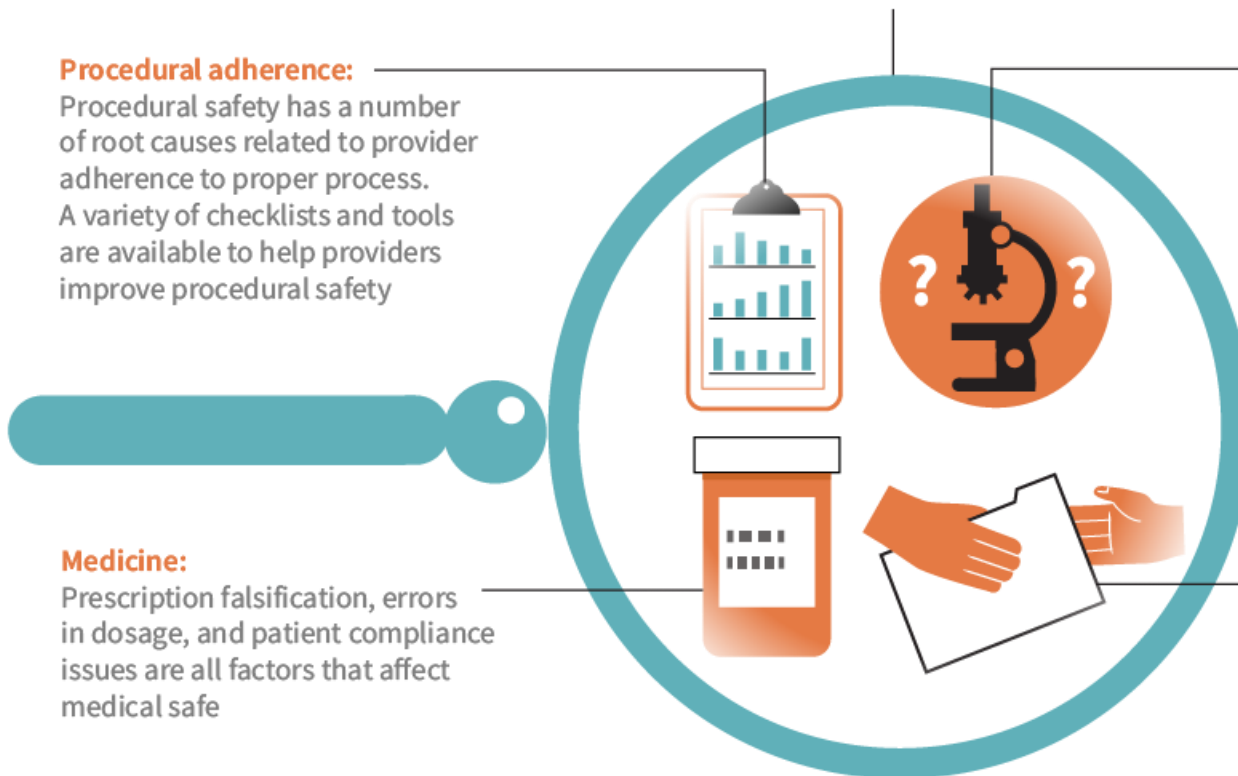 Procedural adherence:
Procedural safety has a number
of root causes related to provider
adherence to proper process.
A variety of checklists and tools
are available to help providers
improve procedural safety
? ?
Medicine:
Prescription falsification, errors
in dosage, and patient compliance
issues are all factors that affect
medical safe